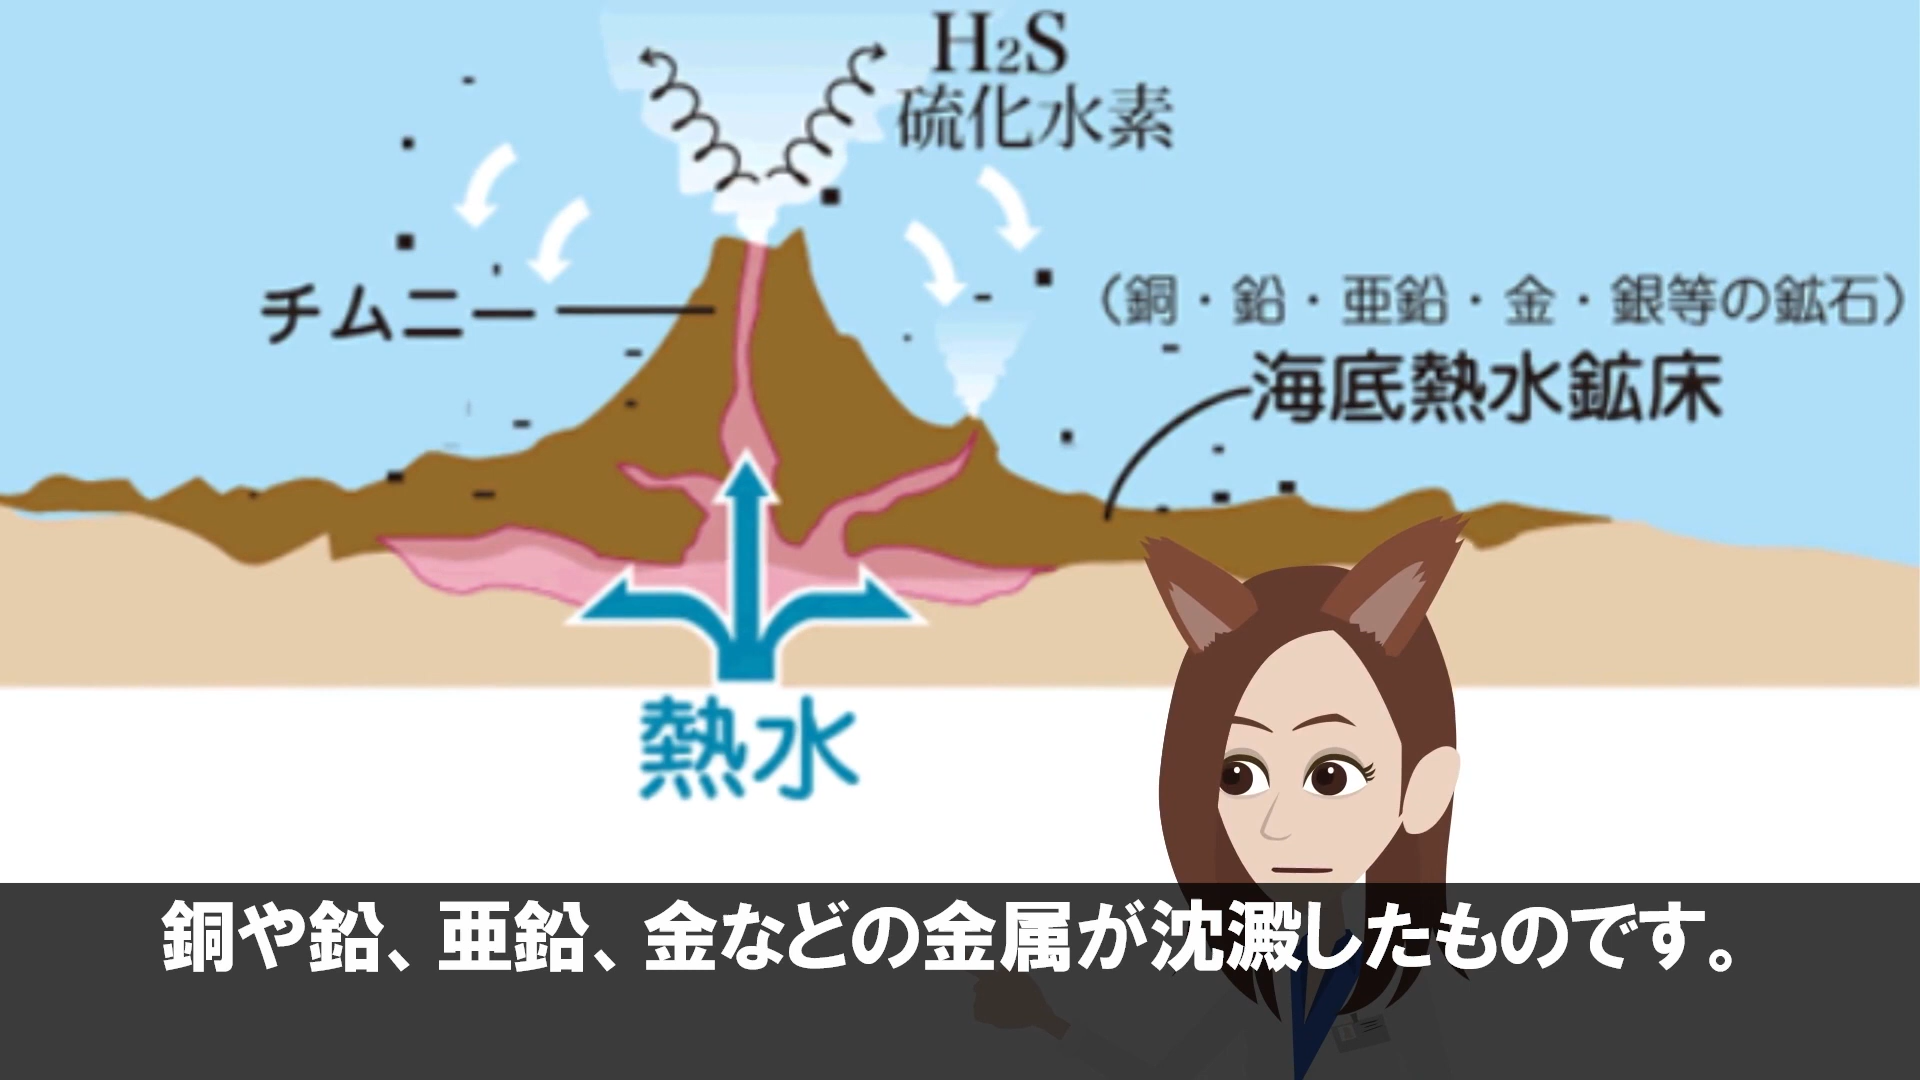 H₂S
硫化水素
チムニー
（銅・鉛・亜鉛・金・銀等の鉱石）
海底熱水鉱床
熱水
銅や鉛、亜鉛、金などの金属が沈澱したものです。